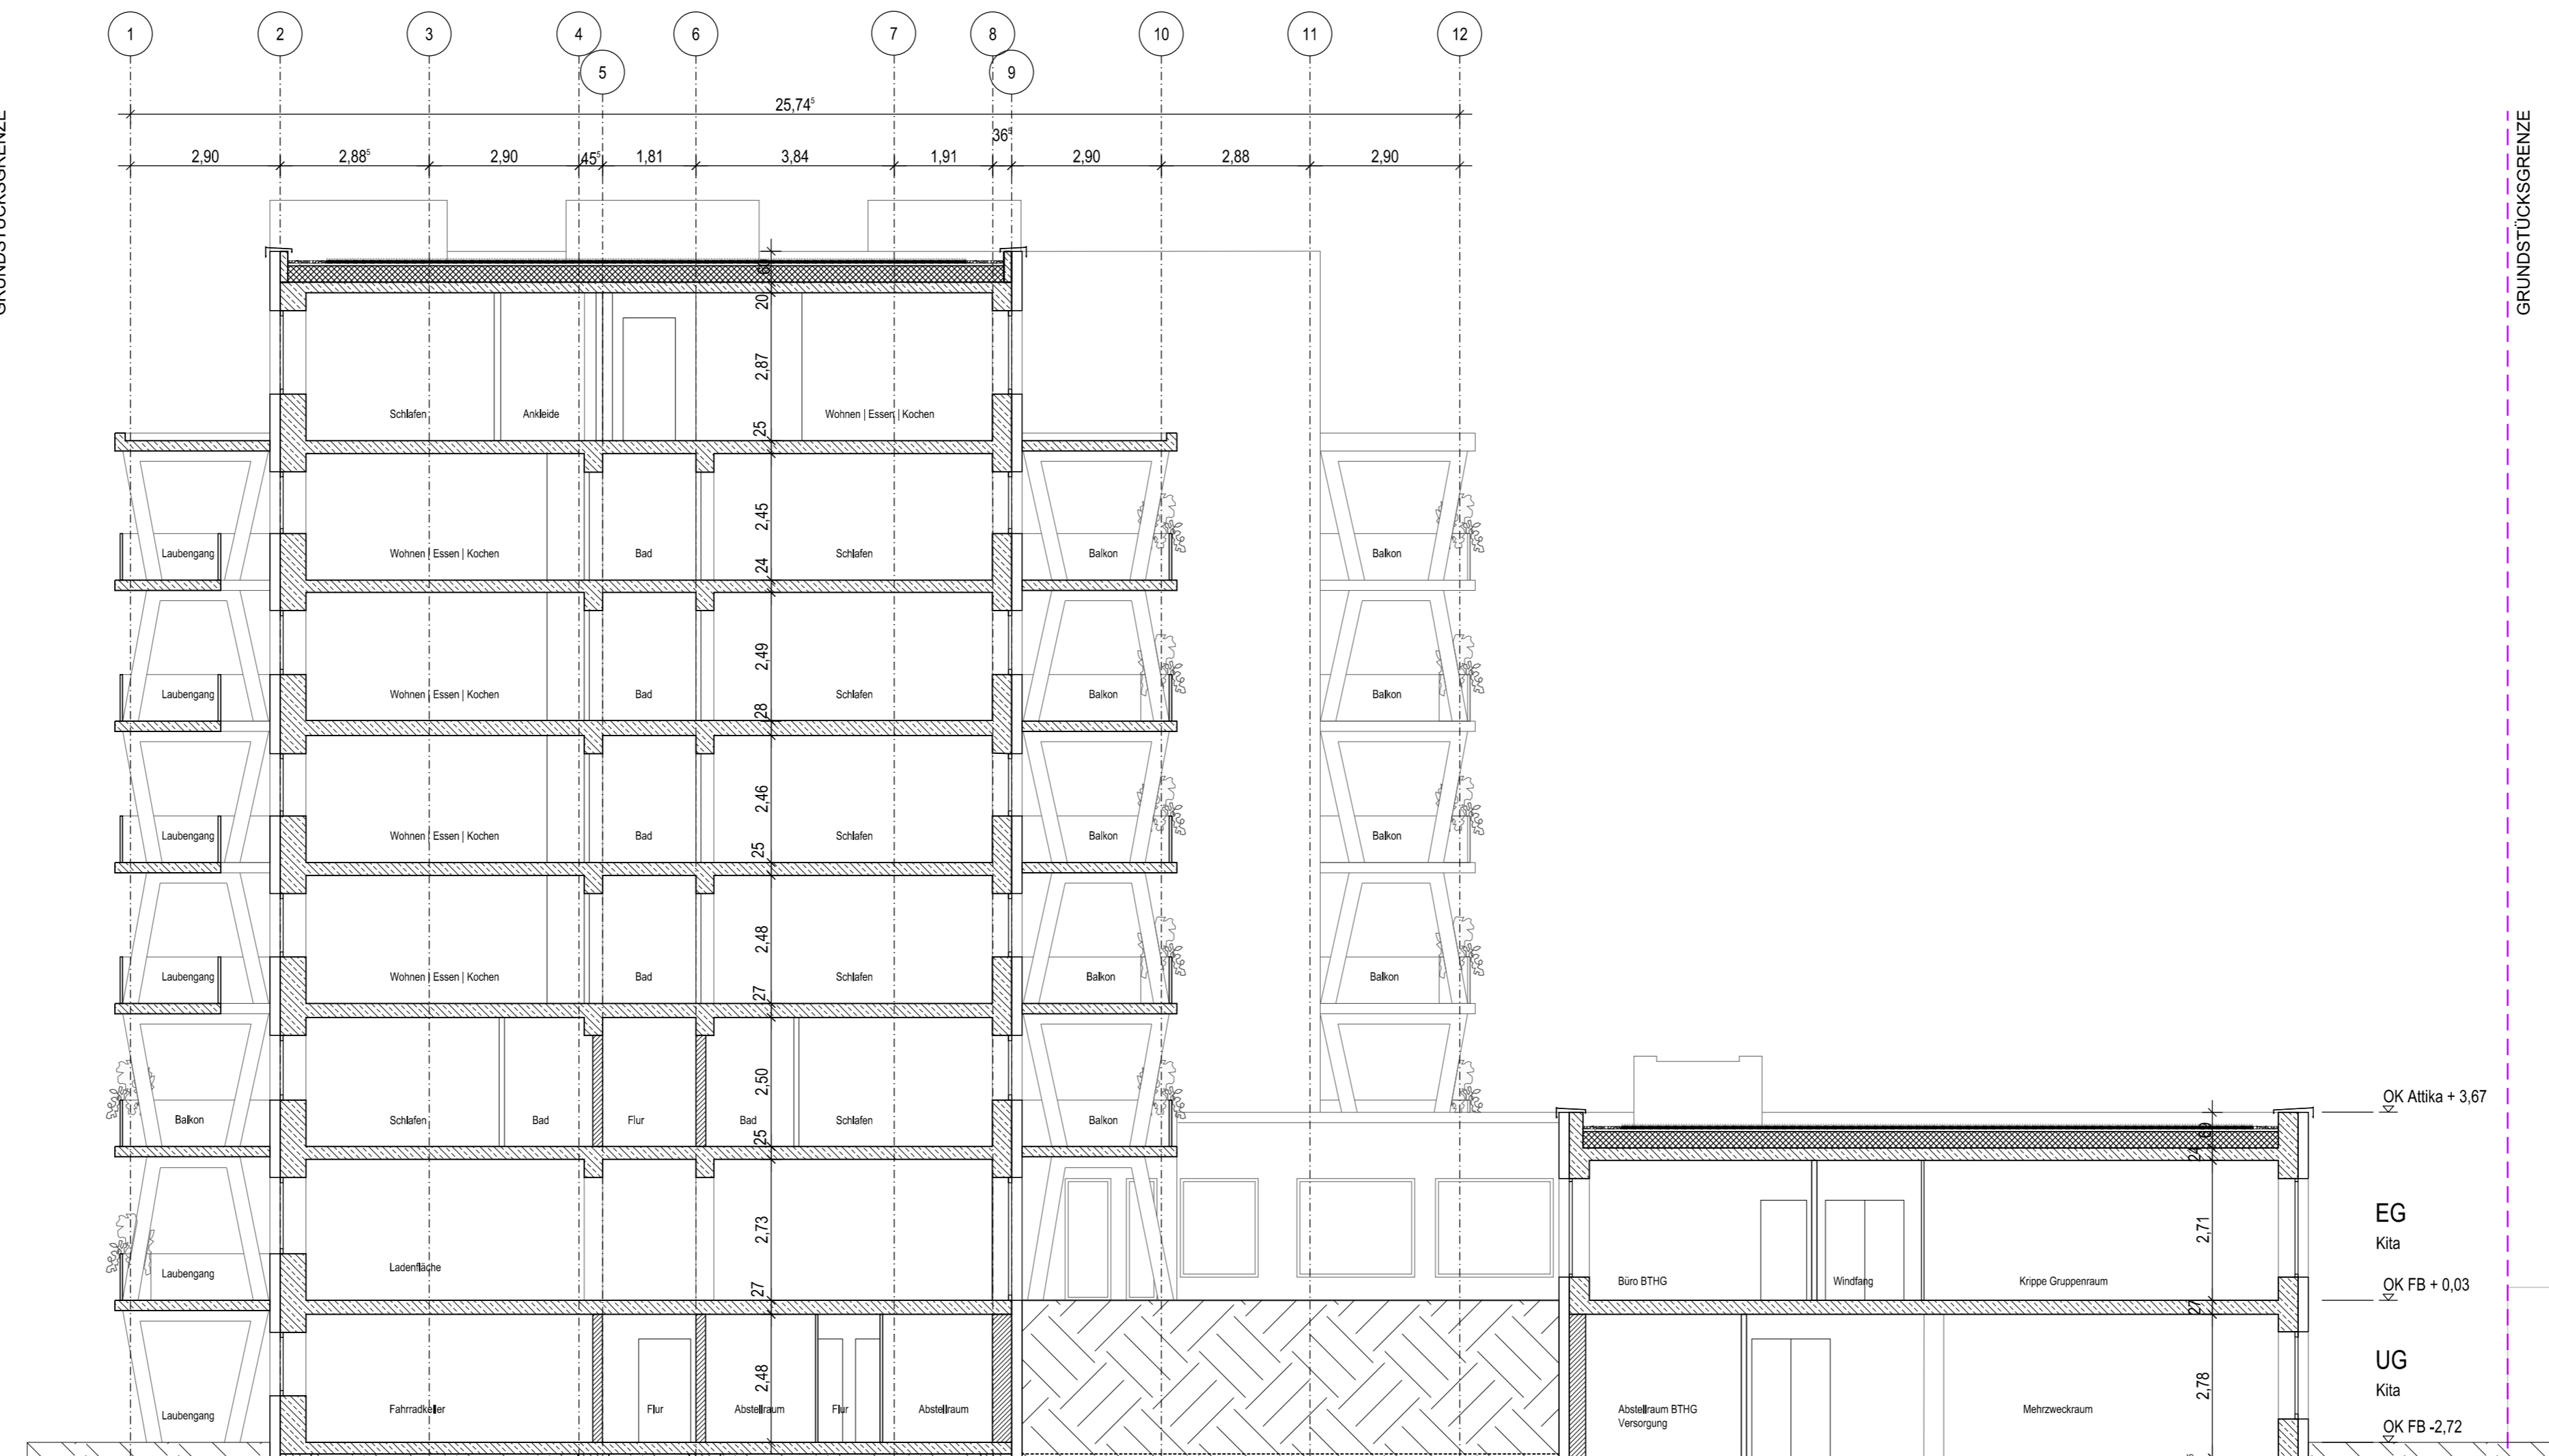 1 2 3 4 6 7 8 10 11 12
5 9
25,74⁵
36⁵
2,90 2,88⁵ 2,90 45⁵ 1,81 3,84 1,91 2,90 2,88 2,90
GRUNDSTÜCKSGRENZE
GRUNDSTÜCKSGRENZE
60
20
2,87
Schlafen Ankleide Wohnen | Essen | Kochen
25
2,45
Laubengang Wohnen | Essen | Kochen Bad Schlafen Balkon Balkon
24
2,49
Laubengang Wohnen | Essen | Kochen Bad Schlafen Balkon Balkon
28
2,46
Laubengang Wohnen | Essen | Kochen Bad Schlafen Balkon Balkon
25
2,48
Laubengang Wohnen | Essen | Kochen Bad Schlafen Balkon Balkon
27
2,50
OK Attika + 3,67
Balkon Schlafen Bad Flur Bad Schlafen Balkon
25
69
24
2,73
2,71
EG
Kita
Laubengang Ladenfläche
Büro BTHG Windfang Krippe Gruppenraum
OK FB + 0,03
27
27
UG
2,48
2,78
Kita
Laubengang Fahrradkeller Flur Abstellraum Flur Abstellraum
Abstellraum BTHG
Versorgung
Mehrzweckraum
OK FB -2,72